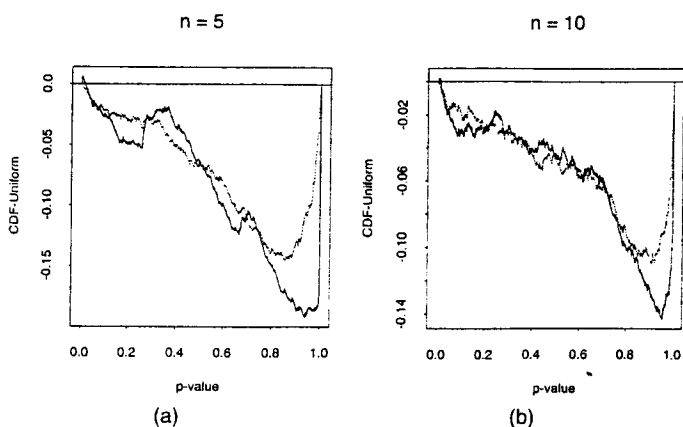 n = 5
n = 10
CDF-Uniform
0.0
-0.05
-0.10
-0.15
0.0 0.2 0.4 0.6 0.8 1.0
p-value
(a)
CDF-Uniform
-0.02
-0.06
-0.10
-0.14
0.0 0.2 0.4 0.6 0.8 1.0
p-value
(b)